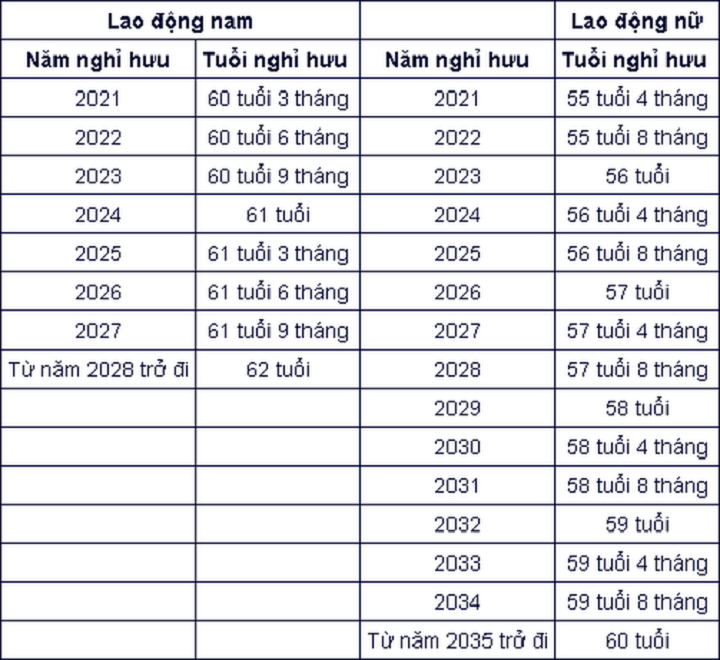 Lao động nam Lao động nữ
Năm nghỉ hưu Tuổi nghỉ hưu Năm nghỉ hưu Tuổi nghỉ hưu
2021 60 tuổi 3 tháng 2021 55 tuổi 4 tháng
2022 60 tuổi 6 tháng 2022 55 tuổi 8 tháng
2023 60 tuổi 9 tháng 2023 56 tuổi
2024 61 tuổi 2024 56 tuổi 4 tháng
2025 61 tuổi 3 tháng 2025 56 tuổi 8 tháng
2026 61 tuổi 6 tháng 2026 57 tuổi
2027 61 tuổi 9 tháng 2027 57 tuổi 4 tháng
Từ năm 2028 trở đi 62 tuổi 2028 57 tuổi 8 tháng
2029 58 tuổi
2030 58 tuổi 4 tháng
2031 58 tuổi 8 tháng
2032 59 tuổi
2033 59 tuổi 4 tháng
2034 59 tuổi 8 tháng
Từ năm 2035 trở đi 60 tuổi